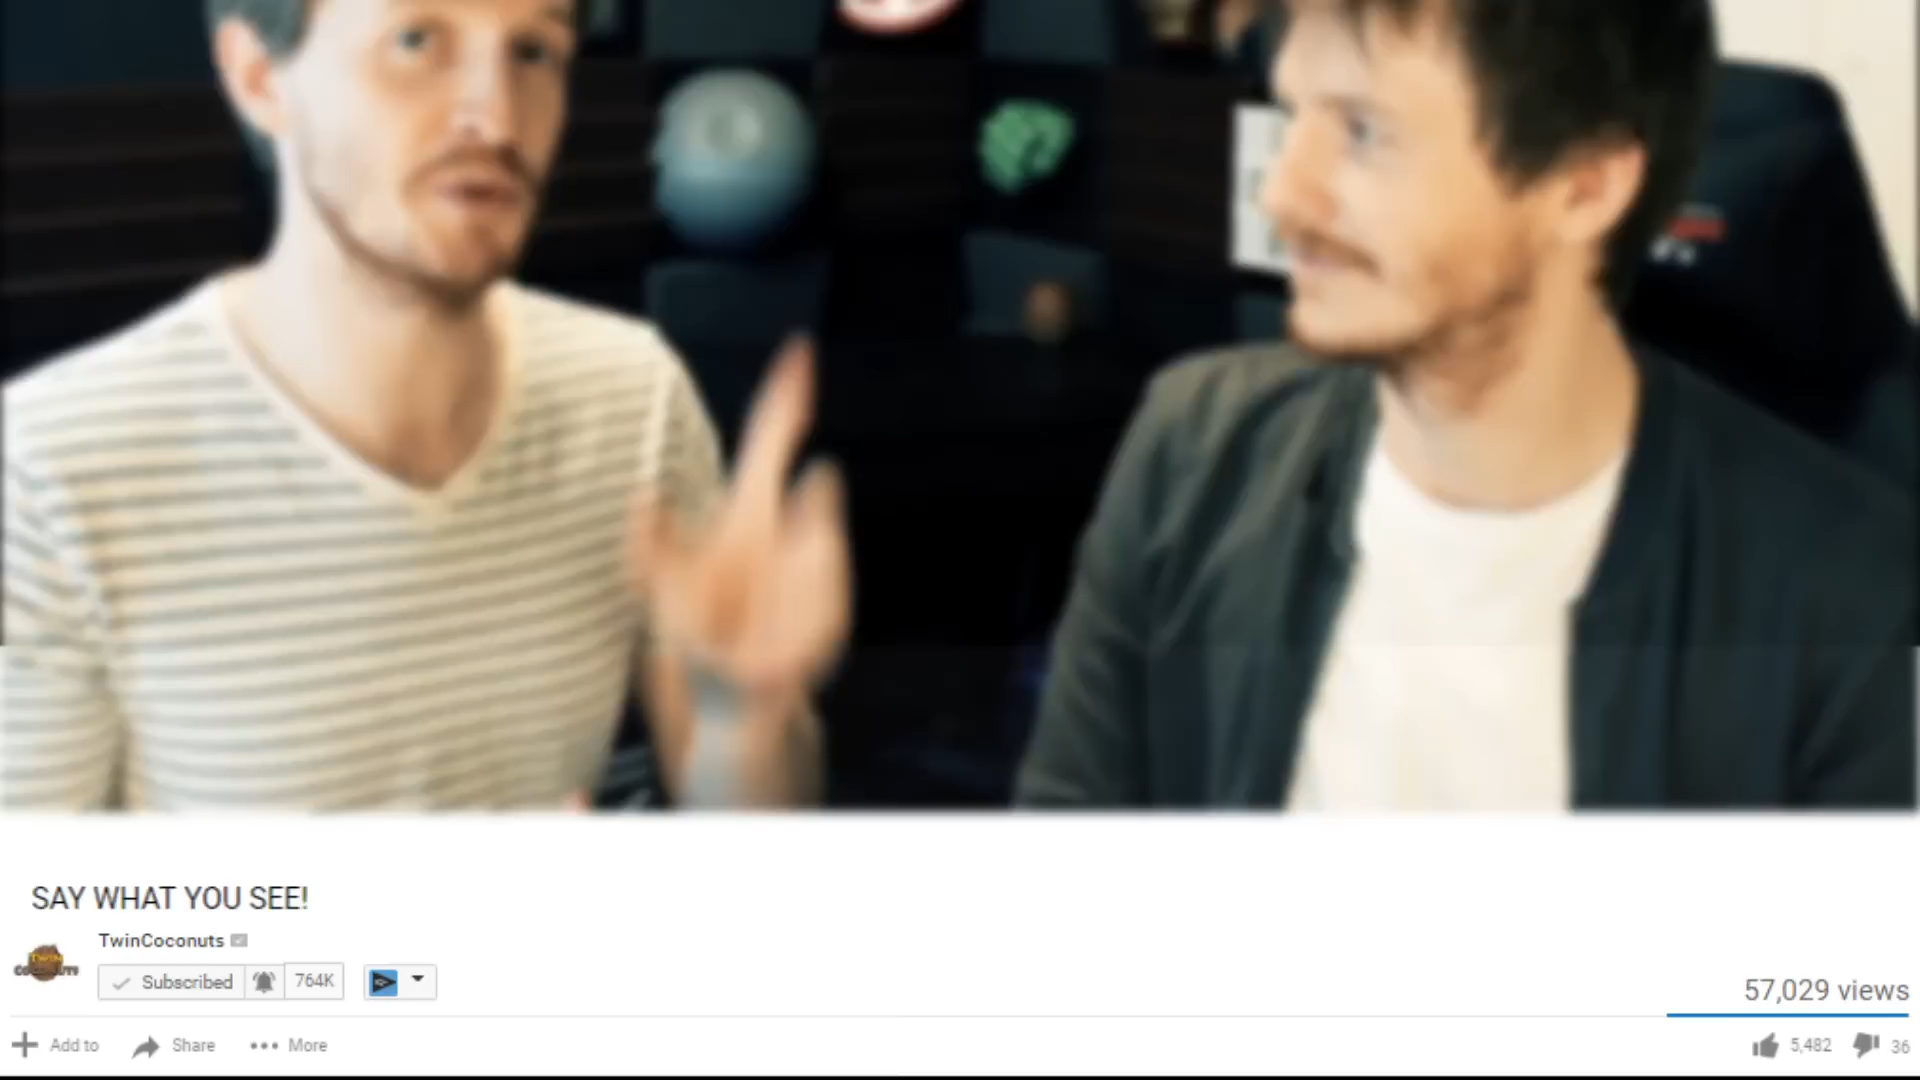 SAY WHAT YOU SEE!
TwinCoconuts
Subscribed 764K
57,029 views
Add to Share More 5,482 36